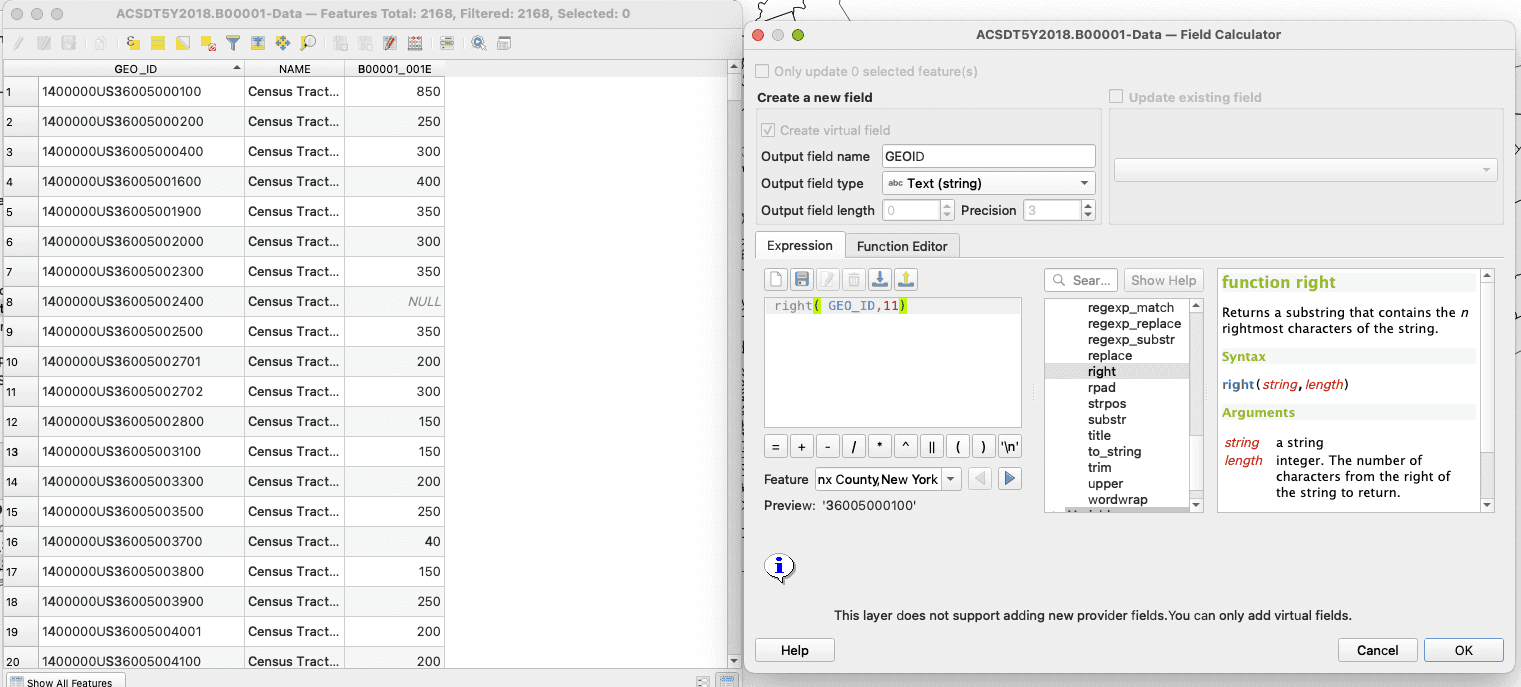 ACSDT5Y2018.B00001-Data — Features Total: 2168, Filtered: 2168, Selected: 0
GEO_ID NAME B00001_001E
1 1400000US36005000100 Census Tract... 850
2 1400000US36005000200 Census Tract... 250
3 1400000US36005000400 Census Tract... 300
4 1400000US36005001600 Census Tract... 400
5 1400000US36005001900 Census Tract... 350
6 1400000US36005002000 Census Tract... 300
7 1400000US36005002300 Census Tract... 350
8 1400000US36005002400 Census Tract... NULL
9 1400000US36005002500 Census Tract... 350
10 1400000US36005002701 Census Tract... 200
11 1400000US36005002702 Census Tract... 300
12 1400000US36005002800 Census Tract... 150
13 1400000US36005003100 Census Tract... 150
14 1400000US36005003300 Census Tract... 200
15 1400000US36005003500 Census Tract... 250
16 1400000US36005003700 Census Tract... 40
17 1400000US36005003800 Census Tract... 150
18 1400000US36005003900 Census Tract... 250
19 1400000US36005004001 Census Tract... 200
20 1400000US36005004100 Census Tract... 200
Show All Features
ACSDT5Y2018.B00001-Data — Field Calculator
Only update 0 selected feature(s)
Create a new field
Update existing field
Create virtual field
Output field name GEOID
Output field type abc Text (string)
Output field length 0 Precision 3
Expression Function Editor
right( GEO_ID,11)
= + - / * ^ || ( ) '\n'
Feature nx County,New York
Preview: '36005000100'
Sear... Show Help
regexp_match
regexp_replace
regexp_substr
replace
right
rpad
strpos
substr
title
to_string
trim
upper
wordwrap
function right
Returns a substring that contains the n
rightmost characters of the string.
Syntax
right(string,length)
Arguments
string a string
length integer. The number of
characters from the right of
the string to return.
This layer does not support adding new provider fields.You can only add virtual fields.
Help Cancel OK